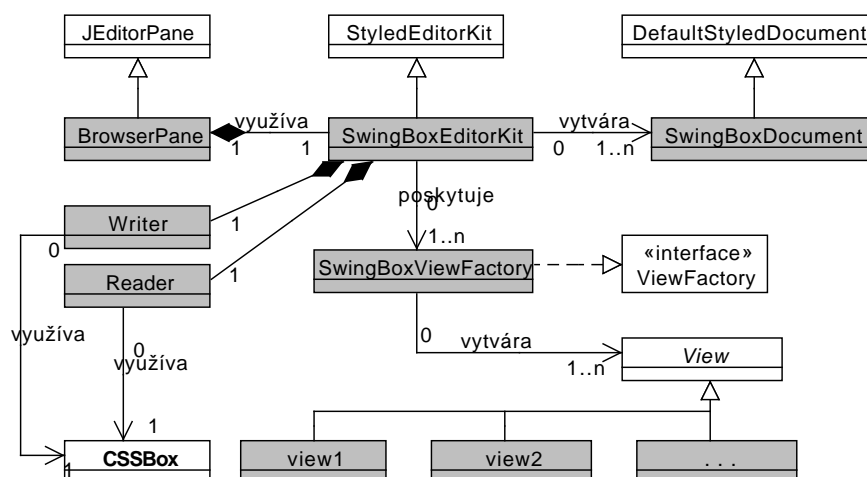 JEditorPane
StyledEditorKit
DefaultStyledDocument
BrowserPane
využíva
1
1
SwingBoxEditorKit
vytvára
0
1..n
SwingBoxDocument
Writer
1
0
poskytuje
0
1..n
Reader
1
SwingBoxViewFactory
«interface»
ViewFactory
využíva
0
využíva
1
1
0
vytvára
1..n
View
CSSBox
view1
view2
...